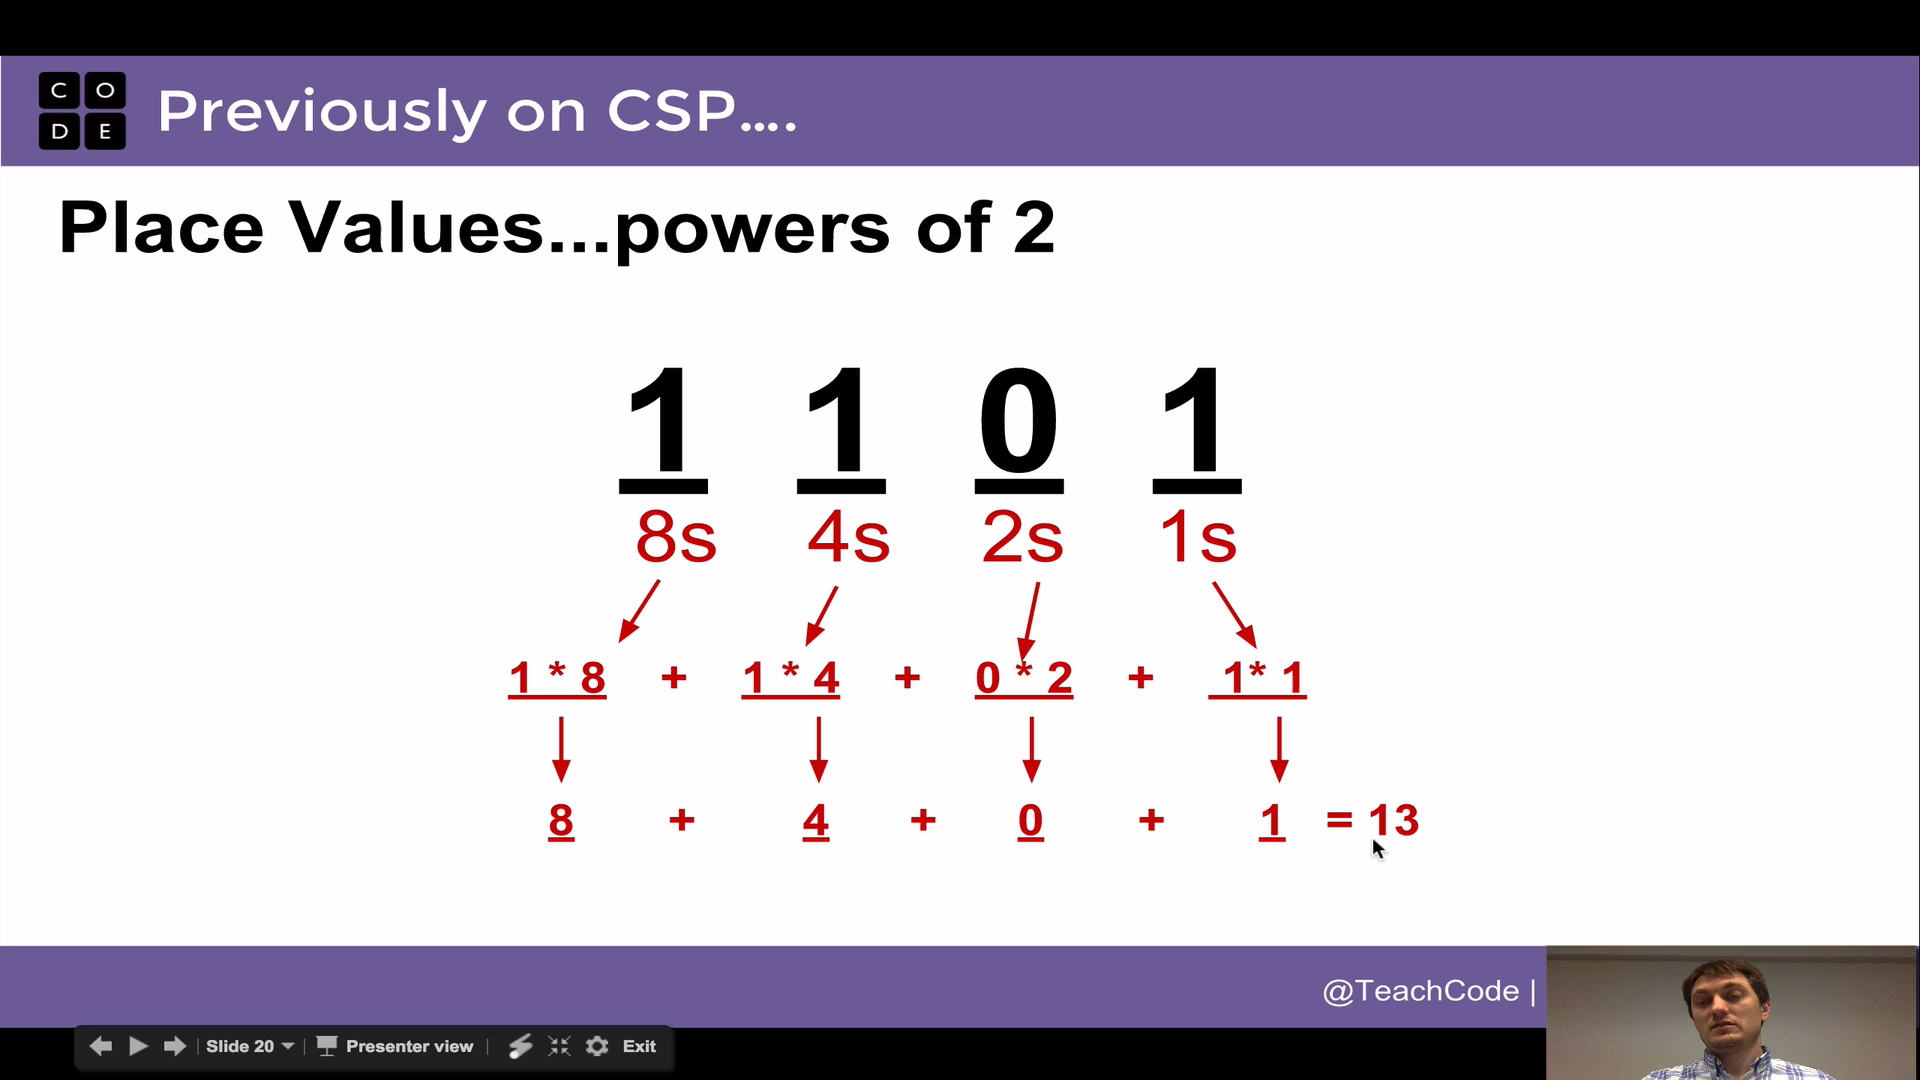 C O
D E
Previously on CSP....
Place Values...powers of 2
1 1 0 1
8s 4s 2s 1s
1 * 8 + 1 * 4 + 0 * 2 + 1* 1
8 + 4 + 0 + 1 = 13
@TeachCode |
Slide 20 Presenter view Exit